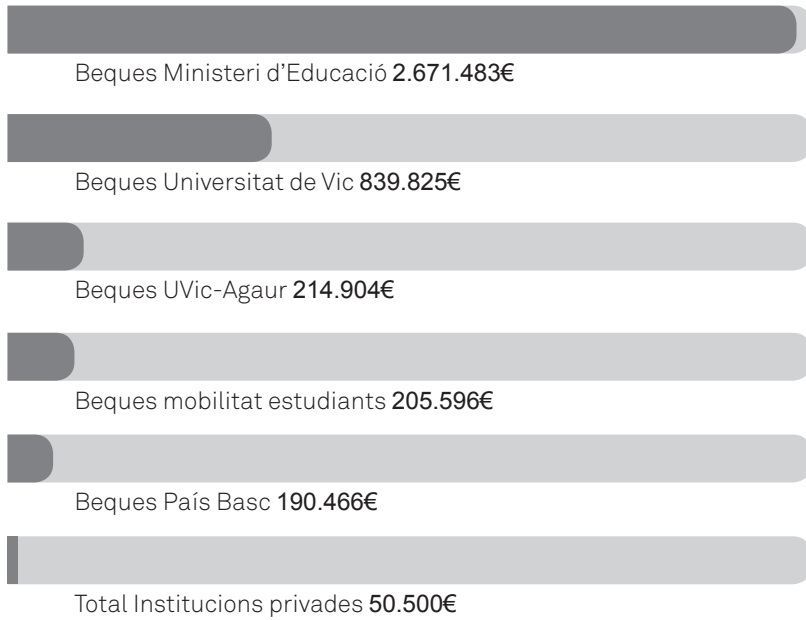 Beques Ministeri d’Educació 2.671.483€
Beques Universitat de Vic 839.825€
Beques UVic-Agaur 214.904€
Beques mobilitat estudiants 205.596€
Beques País Basc 190.466€
Total Institucions privades 50.500€